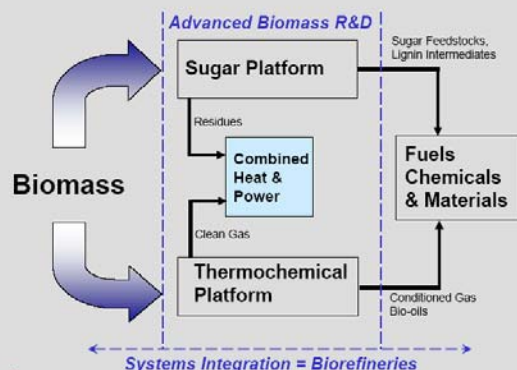 Advanced Biomass R&D
Sugar Feedstocks,
Lignin Intermediates
Sugar Platform
Residues
Combined
Heat &
Power
Fuels
Chemicals
& Materials
Biomass
Clean Gas
Thermochemical
Platform
Conditioned Gas
Bio-oils
Systems Integration = Biorefineries